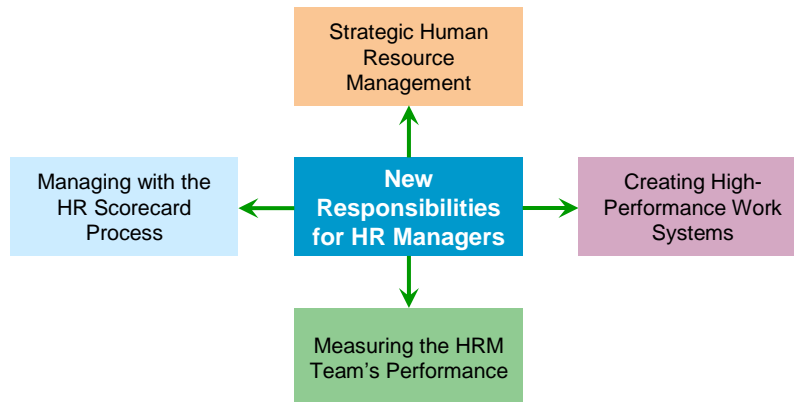 Strategic Human
Resource
Management
Managing with the
HR Scorecard
Process
New
Responsibilities
for HR Managers
Creating High-
Performance Work
Systems
Measuring the HRM
Team's Performance